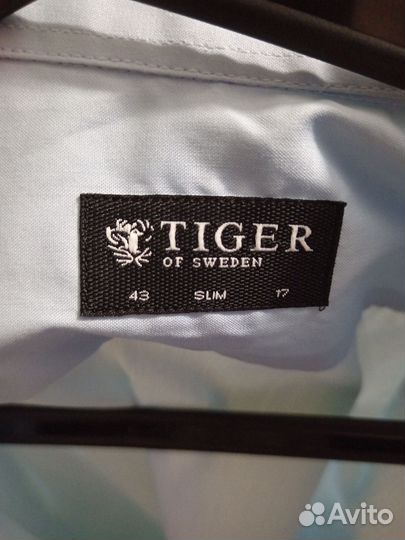 TIGER
OF SWEDEN
43 SLIM 17
Avito